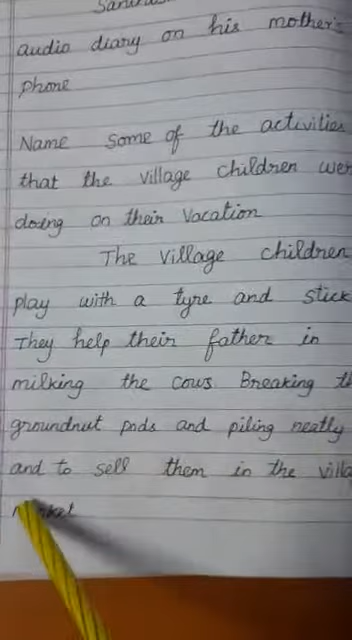 audio diary on his mother's
phone
Name some of the activities
that the village children wer
doing on their Vacation
The village children
play with a tyre and stick
They help their father in
milking the cows Breaking th
groundnut pods and piling neatly
and to sell them in the villa